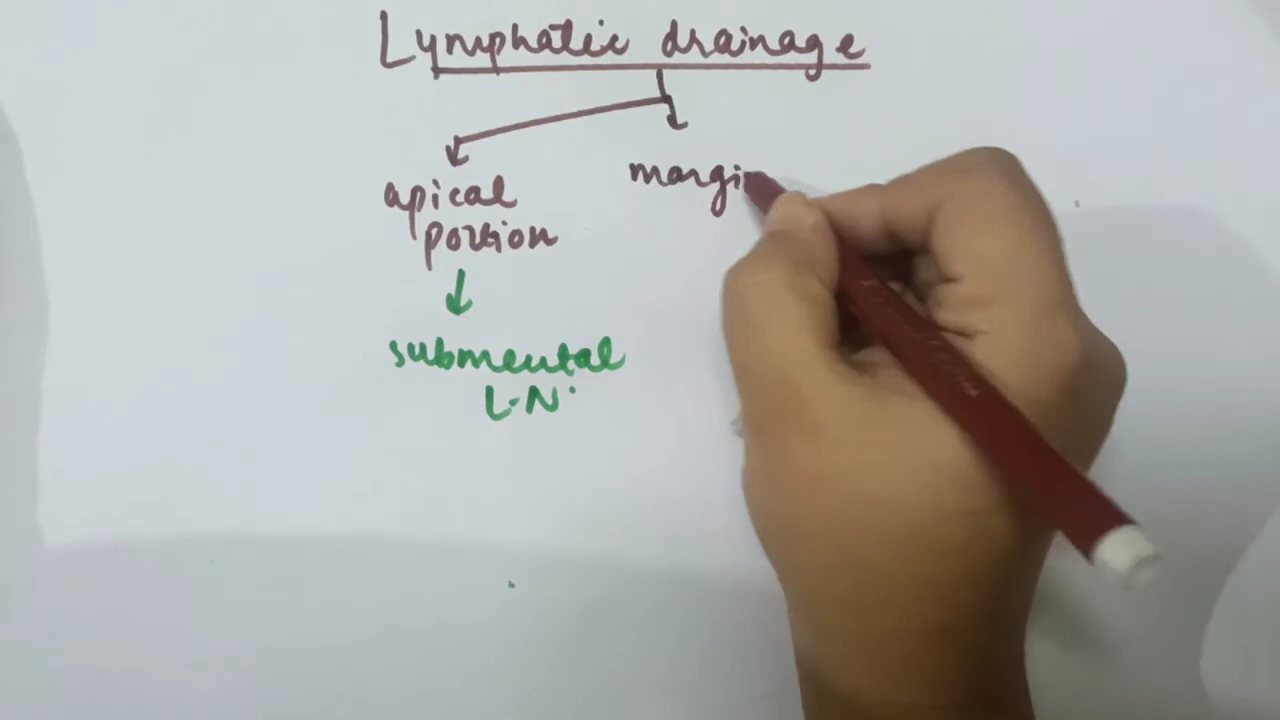 Lymphatic drainage
apical
portion
margi
submental
L.N.